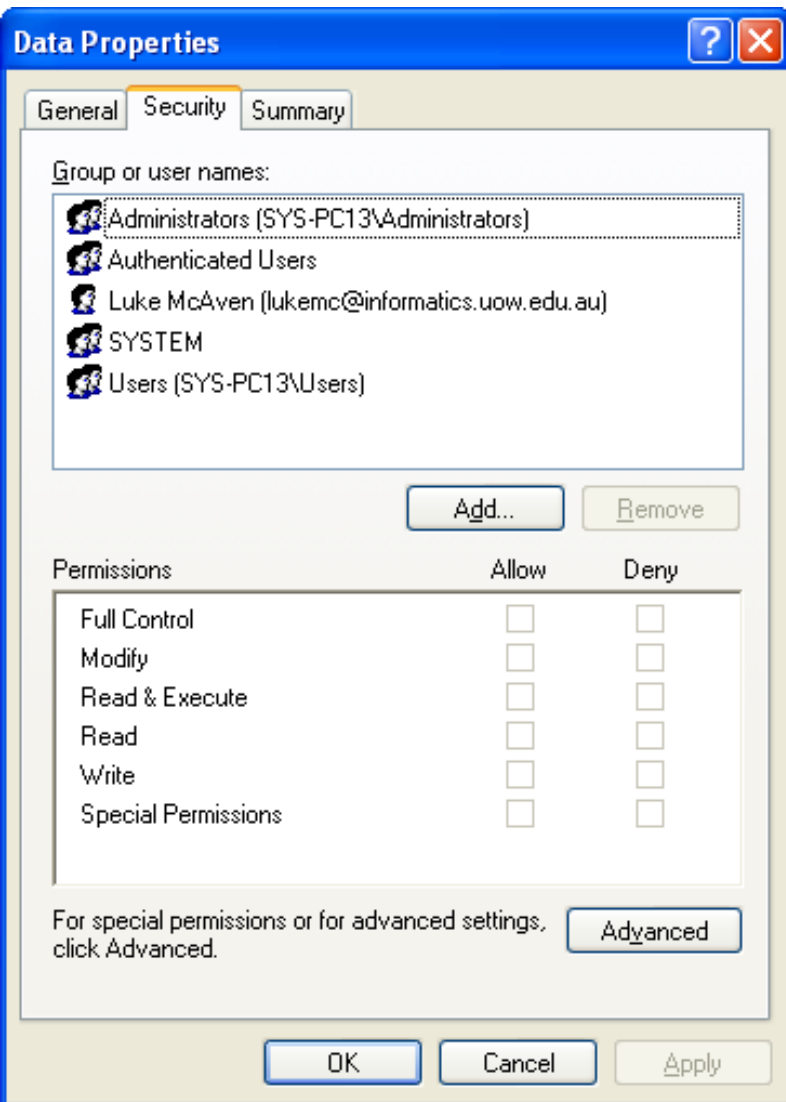 Data Properties
General Security Summary
Group or user names:
Administrators (SYS-PC13\Administrators)
Authenticated Users
Luke McAven (lukemc@informatics.uow.edu.au)
SYSTEM
Users (SYS-PC13\Users)
Add... Remove
Permissions Allow Deny
Full Control
Modify
Read & Execute
Read
Write
Special Permissions
For special permissions or for advanced settings,
click Advanced.
Advanced
OK Cancel Apply